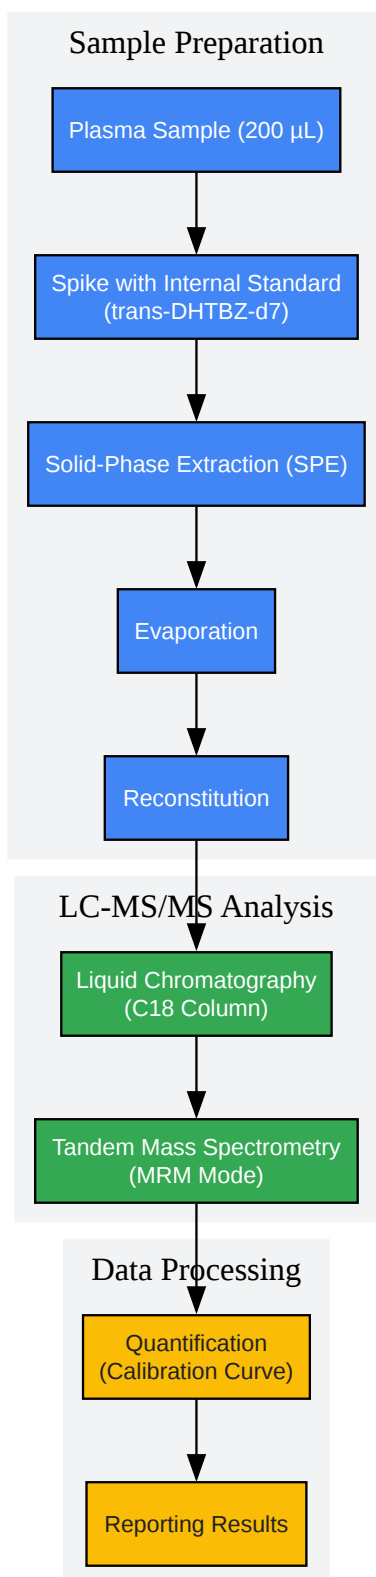 Sample Preparation
Plasma Sample (200 µL)
Spike with Internal Standard
(trans-DHTBZ-d7)
Solid-Phase Extraction (SPE)
Evaporation
Reconstitution
LC-MS/MS Analysis
Liquid Chromatography
(C18 Column)
Tandem Mass Spectrometry
(MRM Mode)
Data Processing
Quantification
(Calibration Curve)
Reporting Results